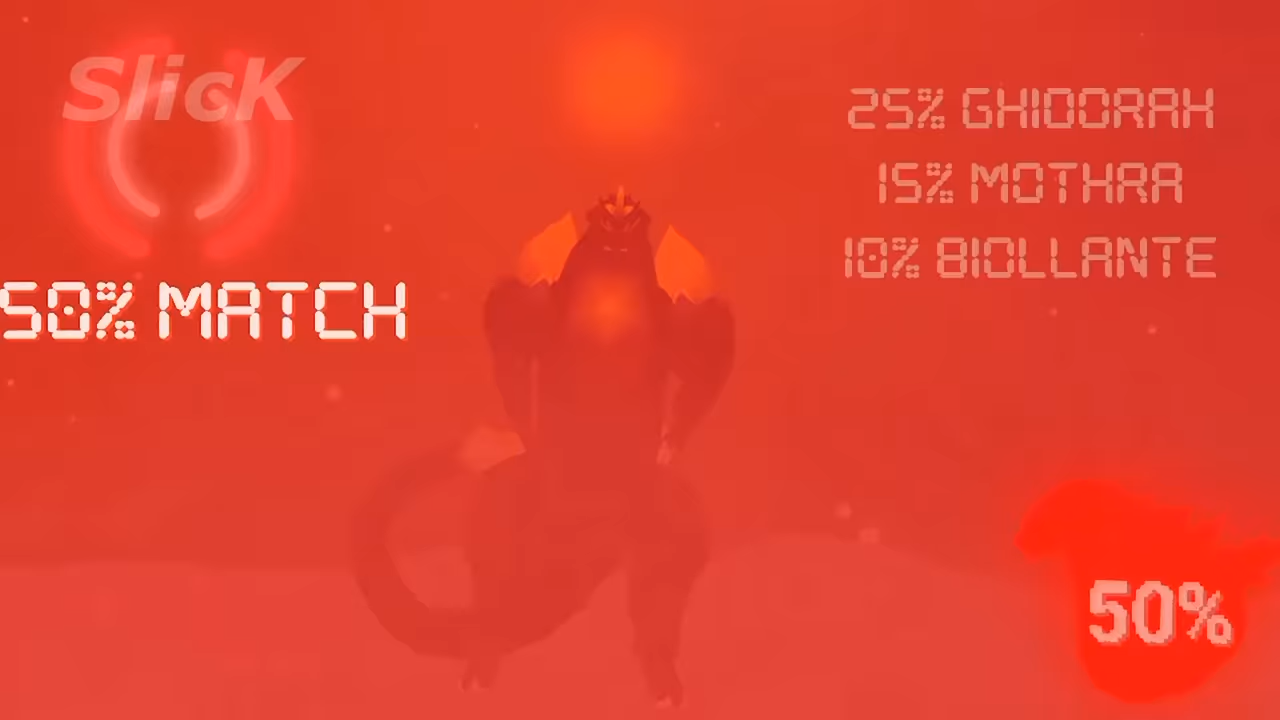 SlicK
50% MATCH
25% GHIDORAH
15% MOTHRA
10% BIOLLANTE
50%